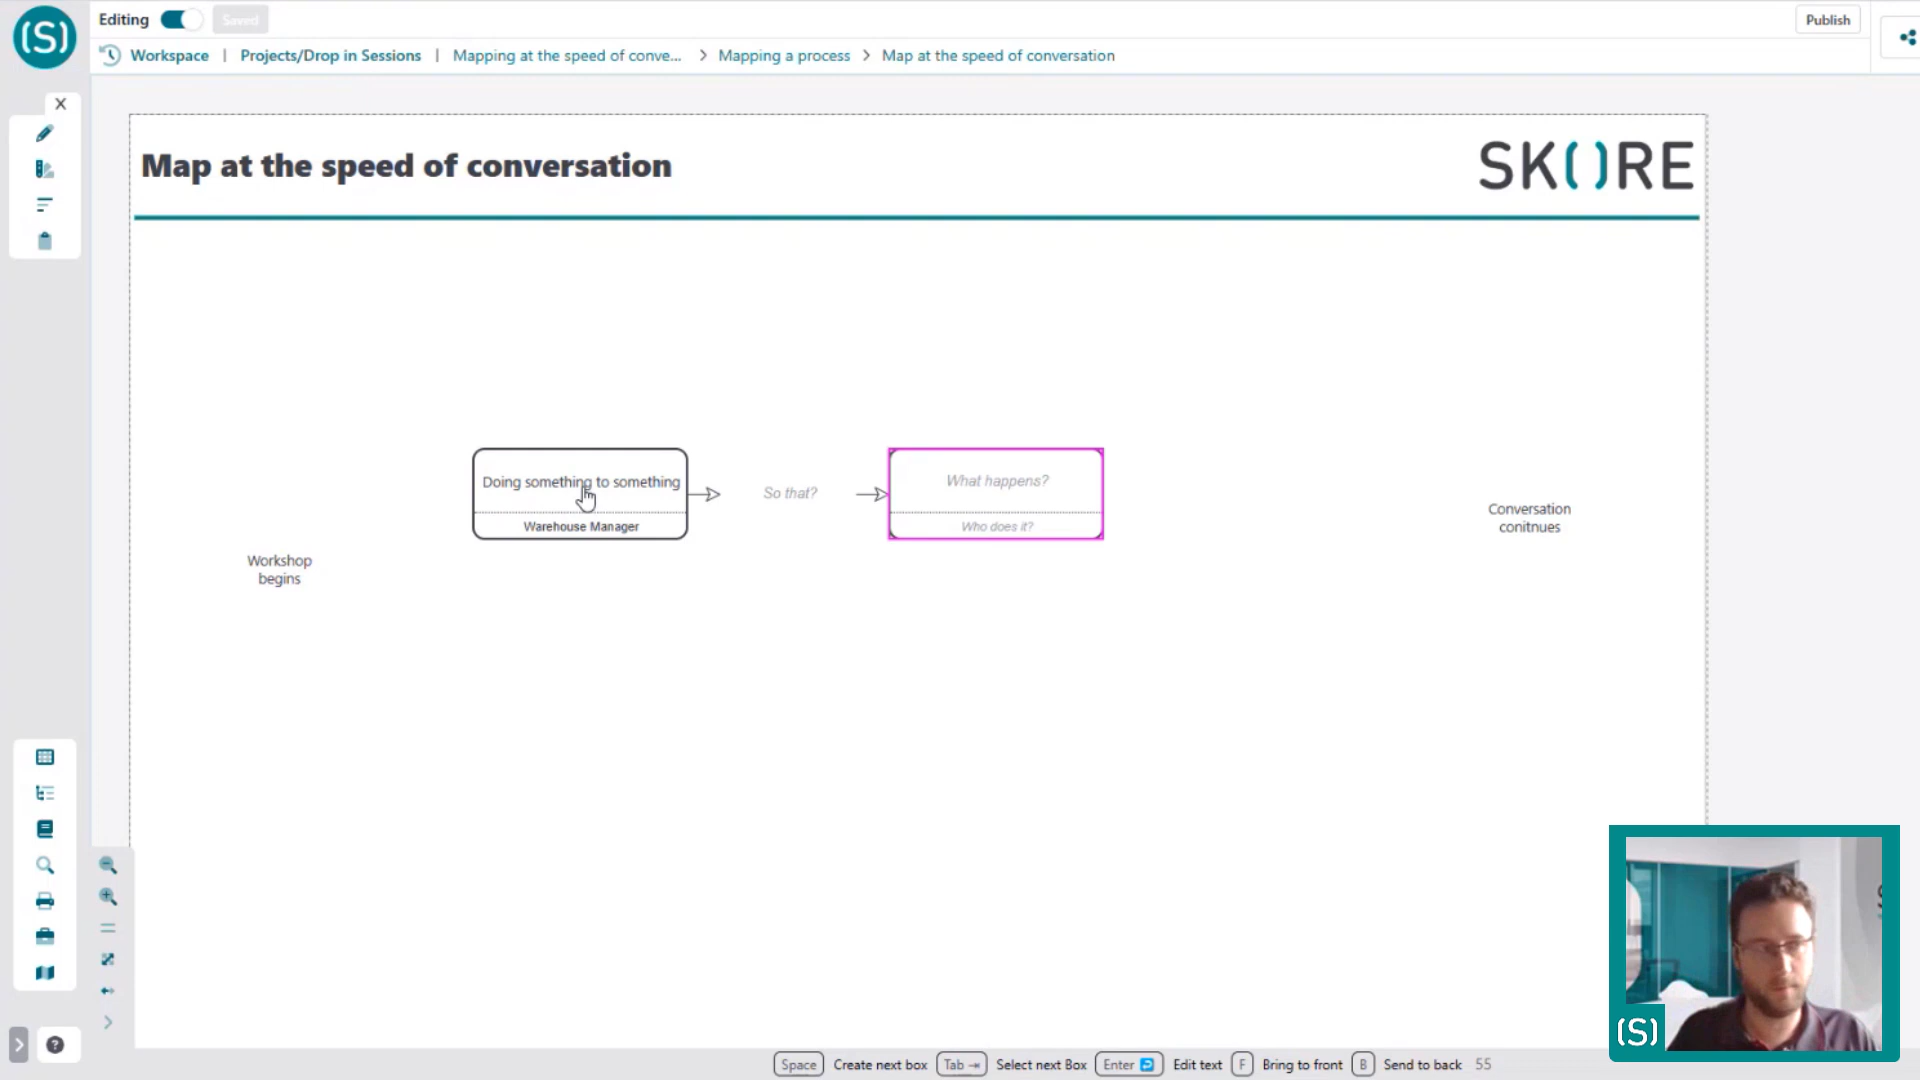 (S)
Editing
Saved
Publish
Workspace | Projects/Drop in Sessions | Mapping at the speed of conve... > Mapping a process > Map at the speed of conversation
X
Map at the speed of conversation
SK()RE
Doing something to something
Warehouse Manager
So that?
What happens?
Who does it?
Workshop
begins
Conversation
conitnues
(S)
?
Space Create next box Tab Select next Box Enter Edit text F Bring to front B Send to back 55